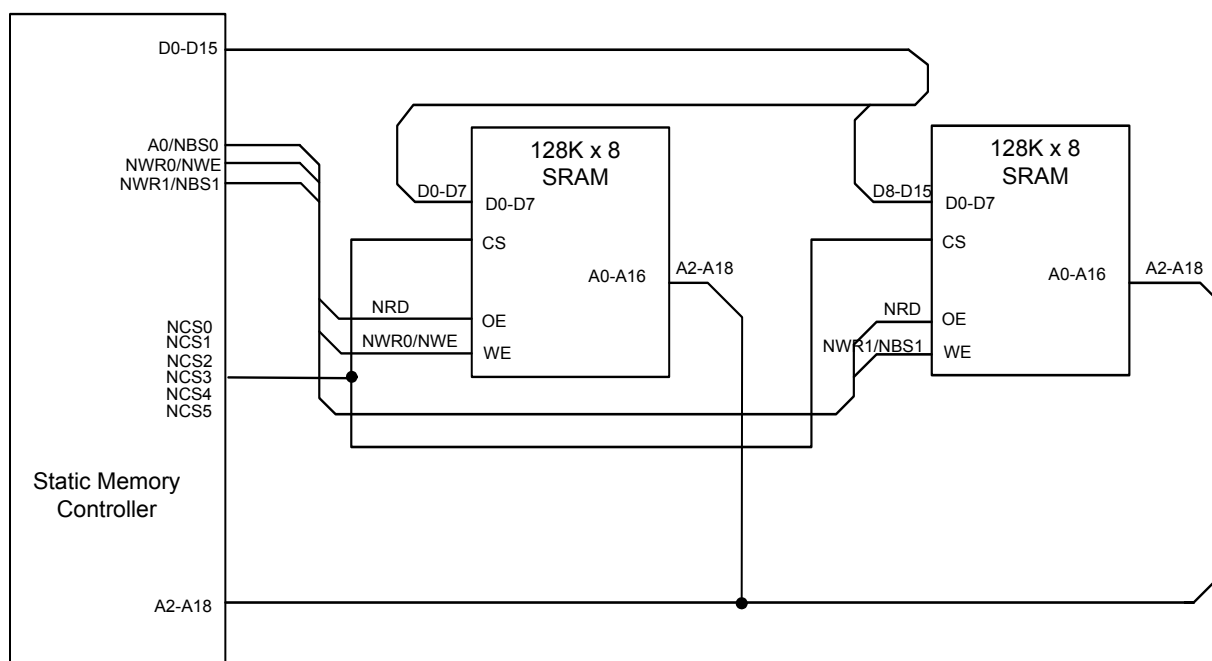 D0-D15
A0/NBS0
NWR0/NWE
NWR1/NBS1
NCS0
NCS1
NCS2
NCS3
NCS4
NCS5
Static Memory
Controller
A2-A18
128K x 8
SRAM
D0-D7
D0-D7
CS
A0-A16
A2-A18
NRD
OE
NWR0/NWE
WE
128K x 8
SRAM
D8-D15
D0-D7
CS
A0-A16
A2-A18
NRD
OE
NWR1/NBS1
WE